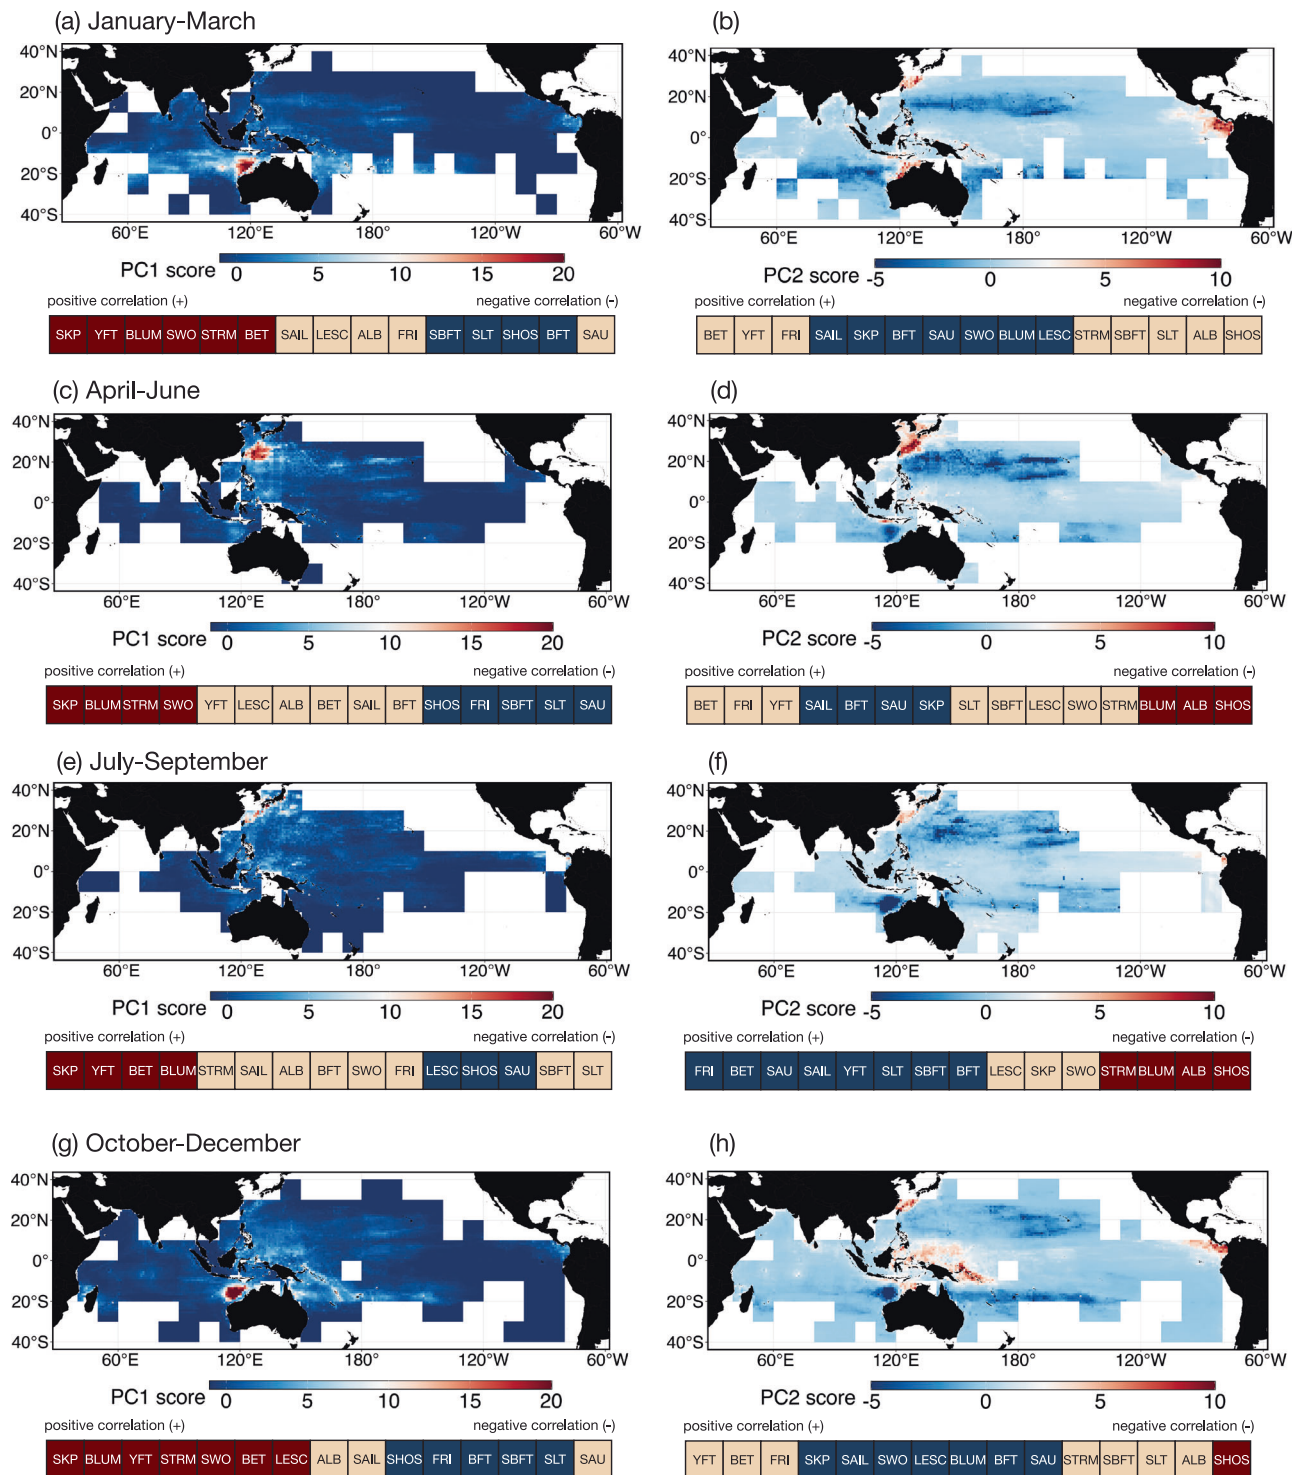 (a) January-March
(b)
40°N
20°N
0°
20°S
40°S
60°E 120°E 180° 120°W 60°W
40°N
20°N
0°
20°S
40°S
60°E 120°E 180° 120°W 60°W
PC1 score 0 5 10 15 20
PC2 score -5 0 5 10
positive correlation (+) negative correlation (-)
SKP YFT BLUM SWO STRM BET SAIL LESC ALB FRI SBFT SLT SHOS BFT SAU
positive correlation (+) negative correlation (-)
BET YFT FRI SAIL SKP BFT SAU SWO BLUM LESC STRM SBFT SLT ALB SHOS
(c) April-June
(d)
40°N
20°N
0°
20°S
40°S
60°E 120°E 180° 120°W 60°W
40°N
20°N
0°
20°S
40°S
60°E 120°E 180° 120°W 60°W
PC1 score 0 5 10 15 20
PC2 score -5 0 5 10
positive correlation (+) negative correlation (-)
SKP BLUM STRM SWO YFT LESC ALB BET SAIL BFT SHOS FRI SBFT SLT SAU
positive correlation (+) negative correlation (-)
BET FRI YFT SAIL BFT SAU SKP SLT SBFT LESC SWO STRM BLUM ALB SHOS
(e) July-September
(f)
40°N
20°N
0°
20°S
40°S
60°E 120°E 180° 120°W 60°W
40°N
20°N
0°
20°S
40°S
60°E 120°E 180° 120°W 60°W
PC1 score 0 5 10 15 20
PC2 score -5 0 5 10
positive correlation (+) negative correlation (-)
SKP YFT BET BLUM STRM SAIL ALB BFT SWO FRI LESC SHOS SAU SBFT SLT
positive correlation (+) negative correlation (-)
FRI BET SAU SAIL YFT SLT SBFT BFT LESC SKP SWO STRM BLUM ALB SHOS
(g) October-December
(h)
40°N
20°N
0°
20°S
40°S
60°E 120°E 180° 120°W 60°W
40°N
20°N
0°
20°S
40°S
60°E 120°E 180° 120°W 60°W
PC1 score 0 5 10 15 20
PC2 score -5 0 5 10
positive correlation (+) negative correlation (-)
SKP BLUM YFT STRM SWO BET LESC ALB SAIL SHOS FRI BFT SBFT SLT SAU
positive correlation (+) negative correlation (-)
YFT BET FRI SKP SAIL SWO LESC BLUM BFT SAU STRM SBFT SLT ALB SHOS